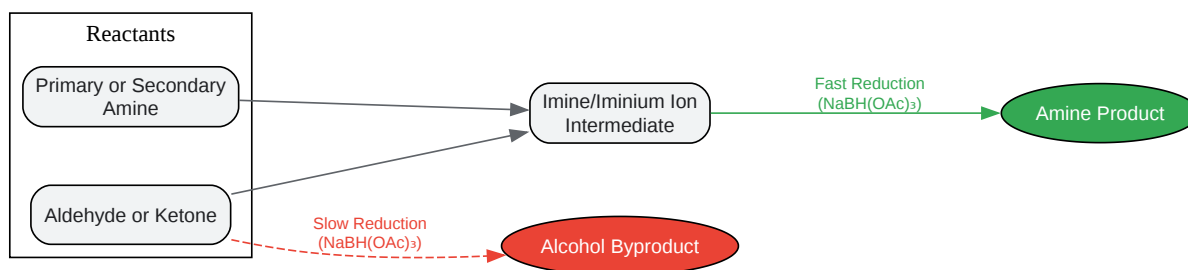 Reactants
Primary or Secondary
Amine
Aldehyde or Ketone
Imine/Iminium Ion
Intermediate
Fast Reduction
(NaBH(OAc)₃)
Amine Product
Slow Reduction
(NaBH(OAc)₃)
Alcohol Byproduct